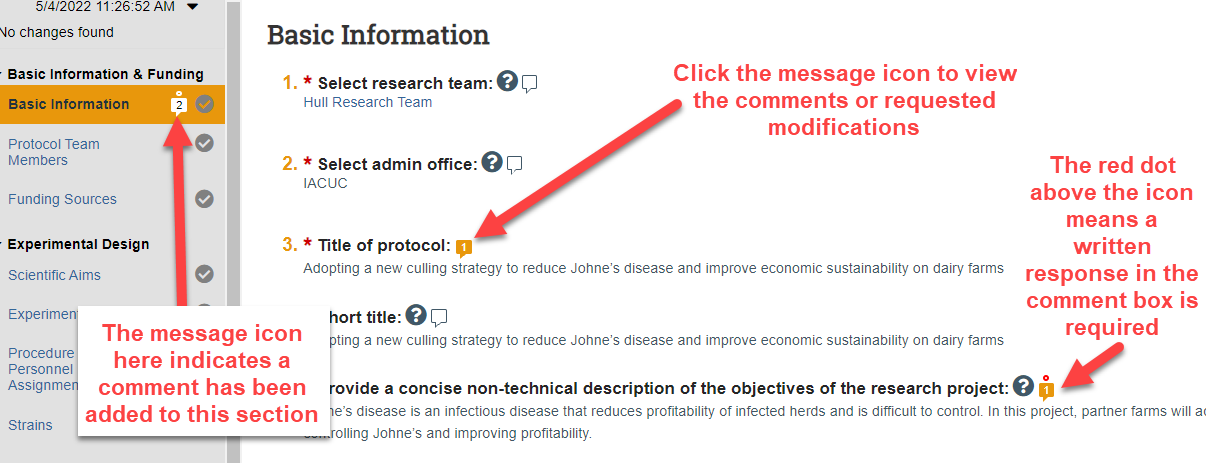 5/4/2022 11:26:52 AM
No changes found
Basic Information & Funding
Basic Information
2
Protocol Team
Members
Funding Sources
Experimental Design
Scientific Aims
Experimen
Procedure
Personnel
Assignmen
Strains
The message icon
here indicates a
comment has been
added to this section
Basic Information
1. * Select research team: ?
Hull Research Team
2. * Select admin office: ?
IACUC
3. * Title of protocol: 1
Adopting a new culling strategy to reduce Johne's disease and improve economic sustainability on dairy farms
hort title: ?
pting a new culling strategy to reduce Johne's disease and improve economic sustainability on dairy farms
rovide a concise non-technical description of the objectives of the research project: ? 1
ne's disease is an infectious disease that reduces profitability of infected herds and is difficult to control. In this project, partner farms will
controlling Johne's and improving profitability.
Click the message icon to view
the comments or requested
modifications
The red dot
above the icon
means a
written
response in the
comment box is
required